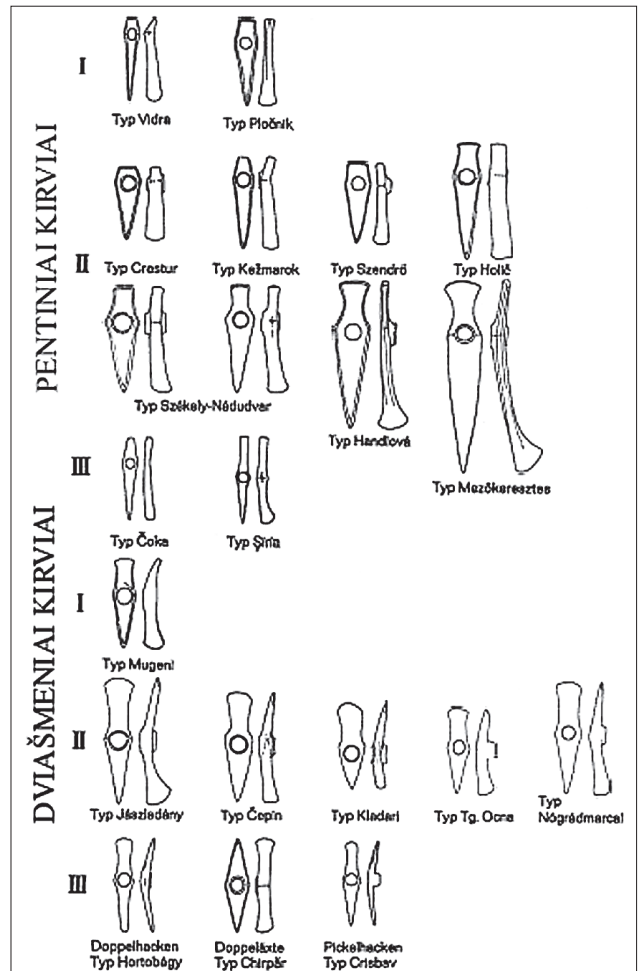 PENTINIAI KIRVIAI
I
Typ Vidra
Typ Pločnik
II
Typ Crestur
Typ Kežmarok
Typ Szendrő
Typ Holič
Typ Székely-Nádudvar
Typ Handlová
Typ Mezőkeresztes
III
Typ Čoka
Typ Şiria
DVIAŠMENIAI KIRVIAI
I
Typ Mugeni
II
Typ Jászladány
Typ Čepin
Typ Kladari
Typ Tg. Ocna
Typ
Nógrádmarcal
III
Doppelhacken
Typ Hortobágy
Doppeläxte
Typ Chirpăr
Pickelhacken
Typ Cristbav